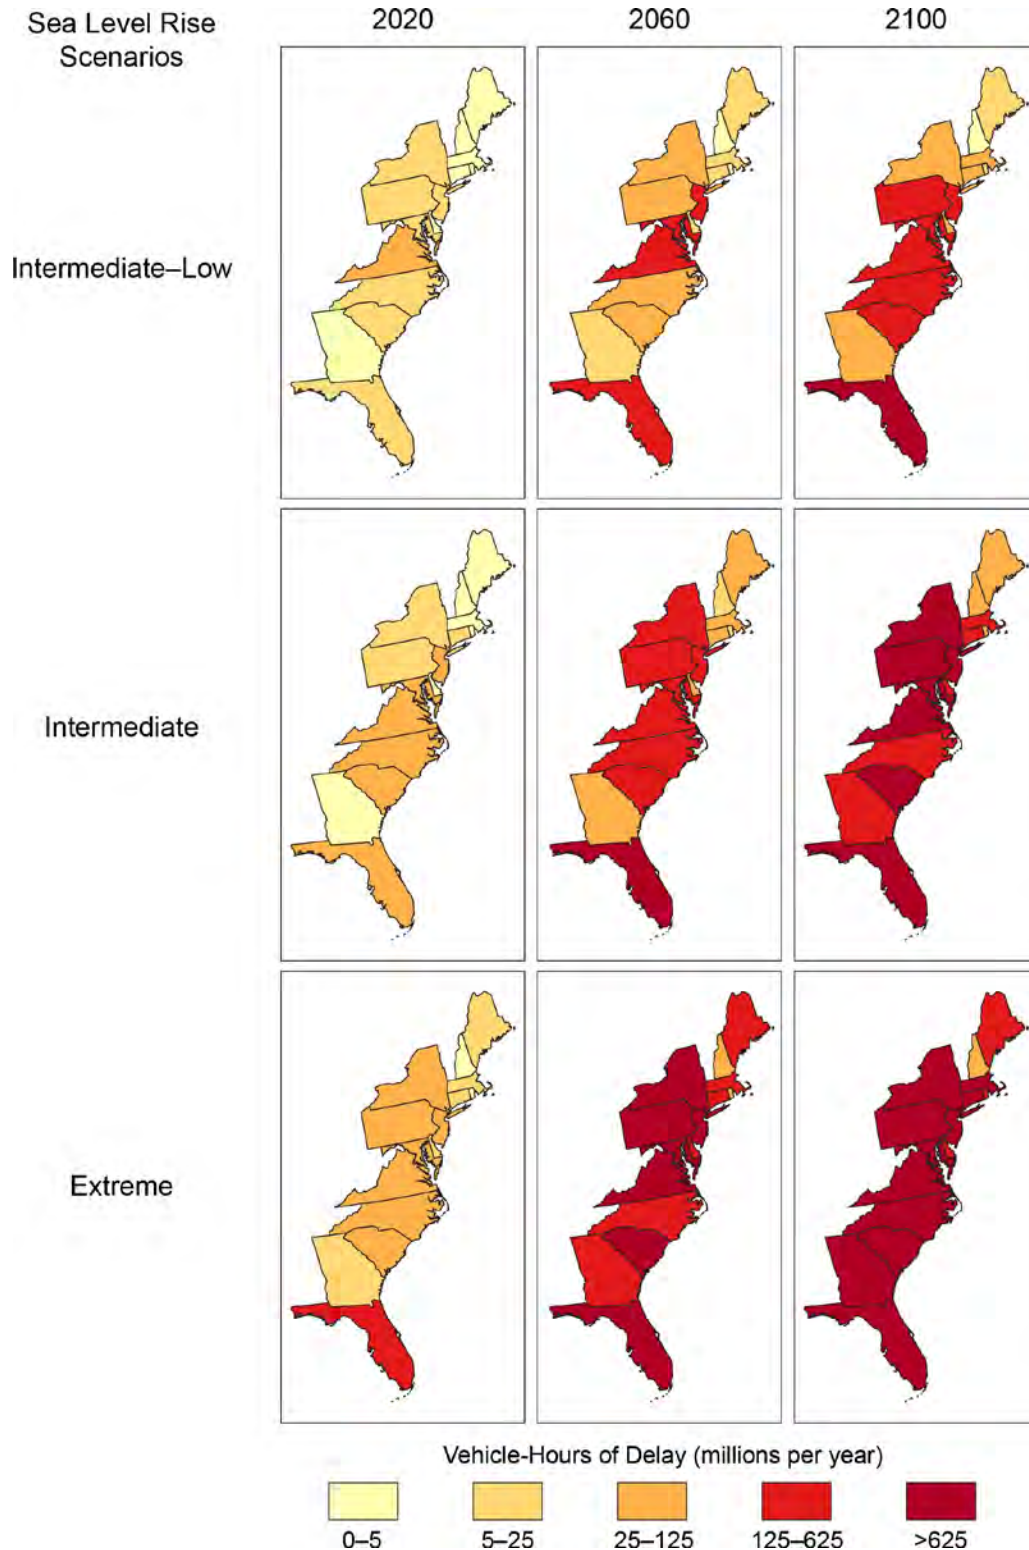 Sea Level Rise
Scenarios
2020
2060
2100
Intermediate–Low
Intermediate
Extreme
Vehicle-Hours of Delay (millions per year)
0–5
5–25
25–125
125–625
>625